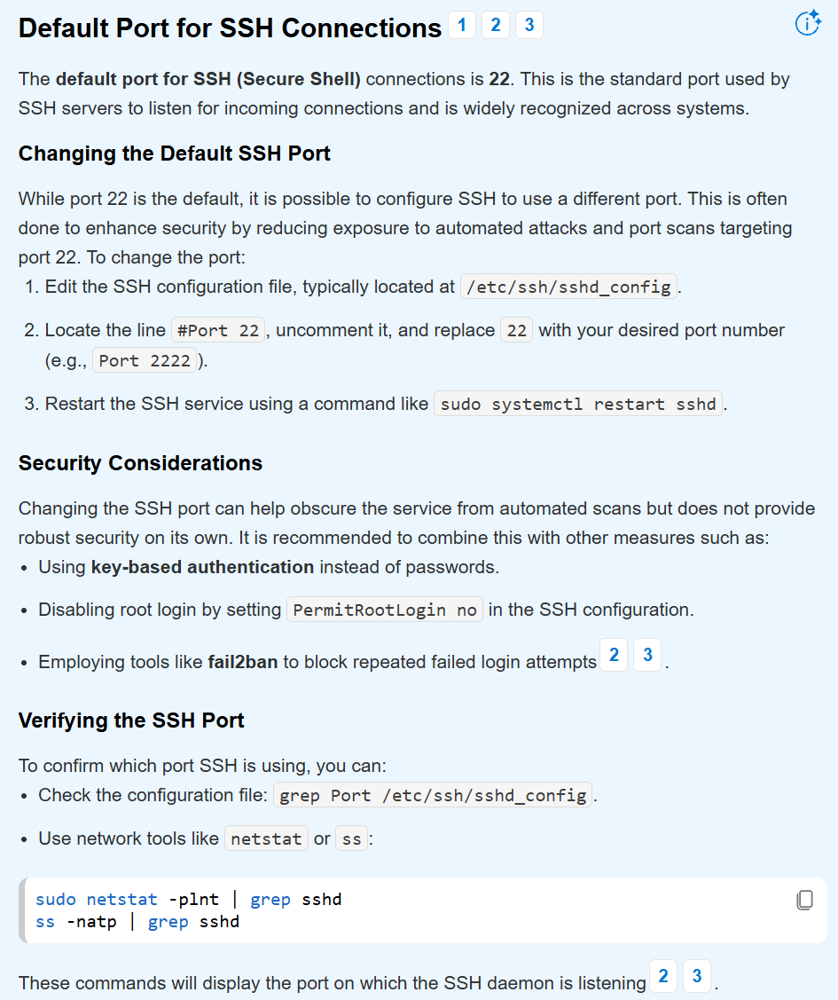 Default Port for SSH Connections 1 2 3
The default port for SSH (Secure Shell) connections is 22. This is the standard port used by
SSH servers to listen for incoming connections and is widely recognized across systems.
Changing the Default SSH Port
While port 22 is the default, it is possible to configure SSH to use a different port. This is often
done to enhance security by reducing exposure to automated attacks and port scans targeting
port 22. To change the port:
1. Edit the SSH configuration file, typically located at /etc/ssh/sshd_config.
2. Locate the line #Port 22, uncomment it, and replace 22 with your desired port number
(e.g., Port 2222).
3. Restart the SSH service using a command like sudo systemctl restart sshd.
Security Considerations
Changing the SSH port can help obscure the service from automated scans but does not provide
robust security on its own. It is recommended to combine this with other measures such as:
• Using key-based authentication instead of passwords.
• Disabling root login by setting PermitRootLogin no in the SSH configuration.
• Employing tools like fail2ban to block repeated failed login attempts 2 3.
Verifying the SSH Port
To confirm which port SSH is using, you can:
• Check the configuration file: grep Port /etc/ssh/sshd_config.
• Use network tools like netstat or ss:
sudo netstat -plnt | grep sshd
ss -natp | grep sshd
These commands will display the port on which the SSH daemon is listening 2 3.